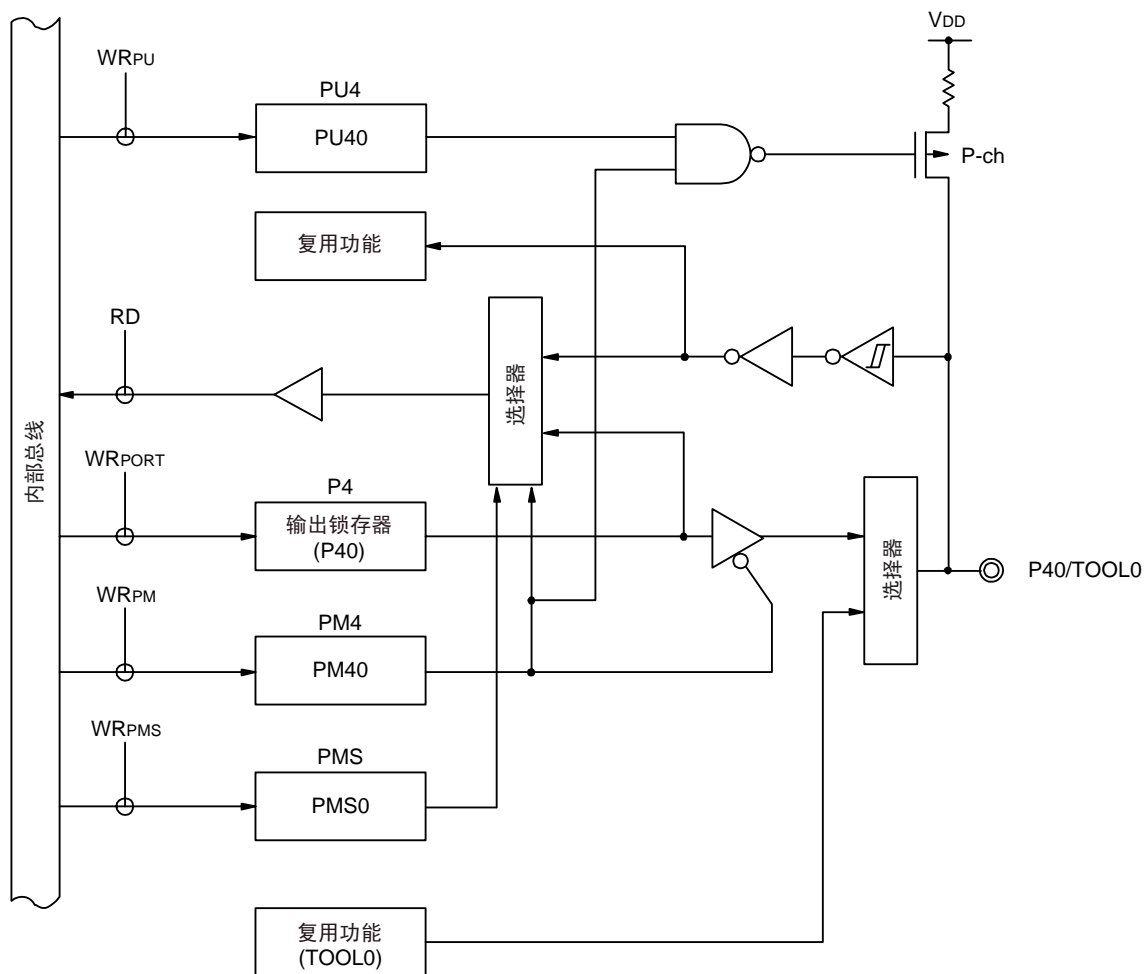 VDD
WRPU
PU4
PU40
P-ch
复用功能
RD
选择器
内部总线
WRPORT
P4
输出锁存器
(P40)
选择器
P40/TOOL0
WRPM
PM4
PM40
WRPMS
PMS
PMS0
复用功能
(TOOL0)